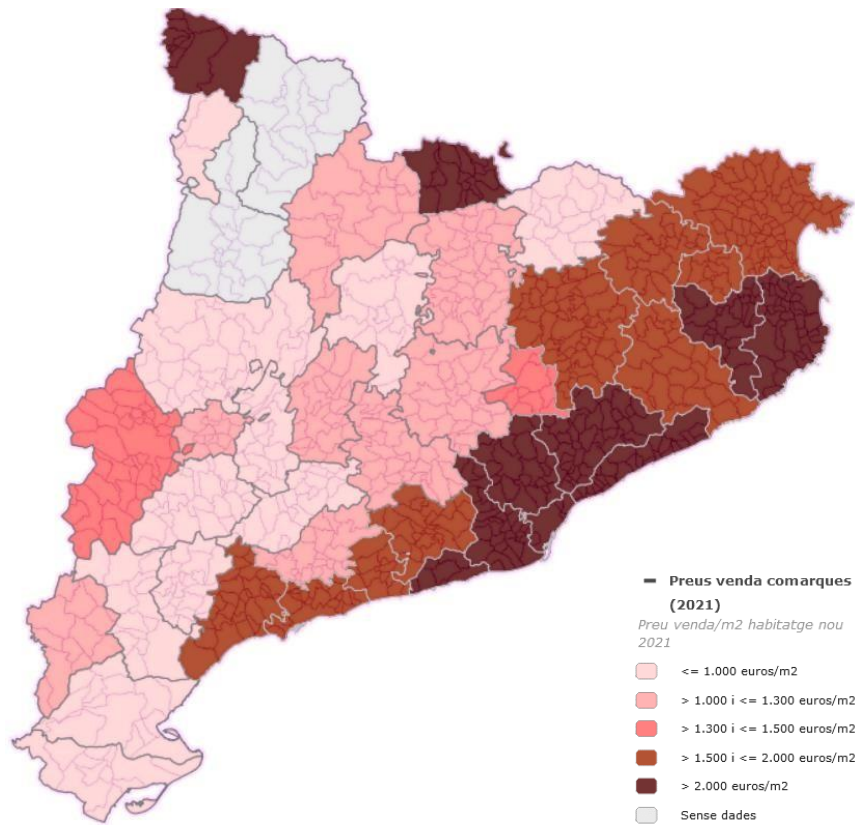 Preus venda comarques
(2021)
Preu venda/m2 habitatge nou
2021
<= 1.000 euros/m2
> 1.000 i <= 1.300 euros/m2
> 1.300 i <= 1.500 euros/m2
> 1.500 i <= 2.000 euros/m2
> 2.000 euros/m2
Sense dades